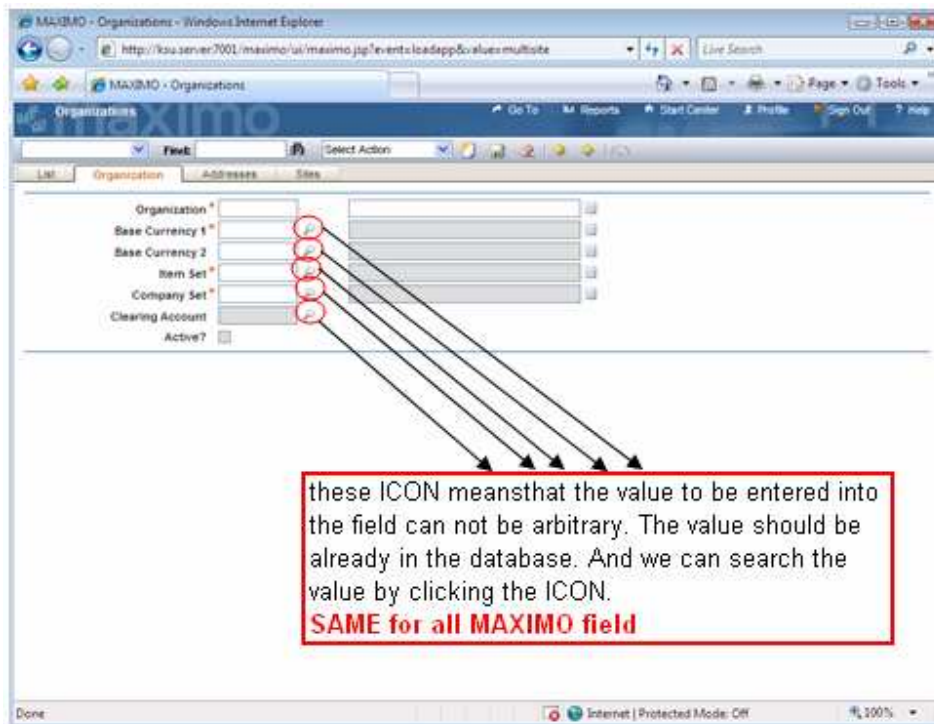 MAXIMO - Organizations - Windows Internet Explorer
http://ksu.server:7001/maximo/ui/maximo.jsp?event=loadapp&value=multisite
Live Search
MAXIMO - Organizations
Page
Tools
Organizations
maximo
Go To
Reports
Start Center
Profile
Sign Out
? Help
Find:
Select Action
List
Organization
Addresses
Sites
Organization *
Base Currency 1 *
Base Currency 2
Item Set *
Company Set *
Clearing Account
Active?
these ICON meansthat the value to be entered into
the field can not be arbitrary. The value should be
already in the database. And we can search the
value by clicking the ICON.
SAME for all MAXIMO field
Done
Internet | Protected Mode: Off
100%